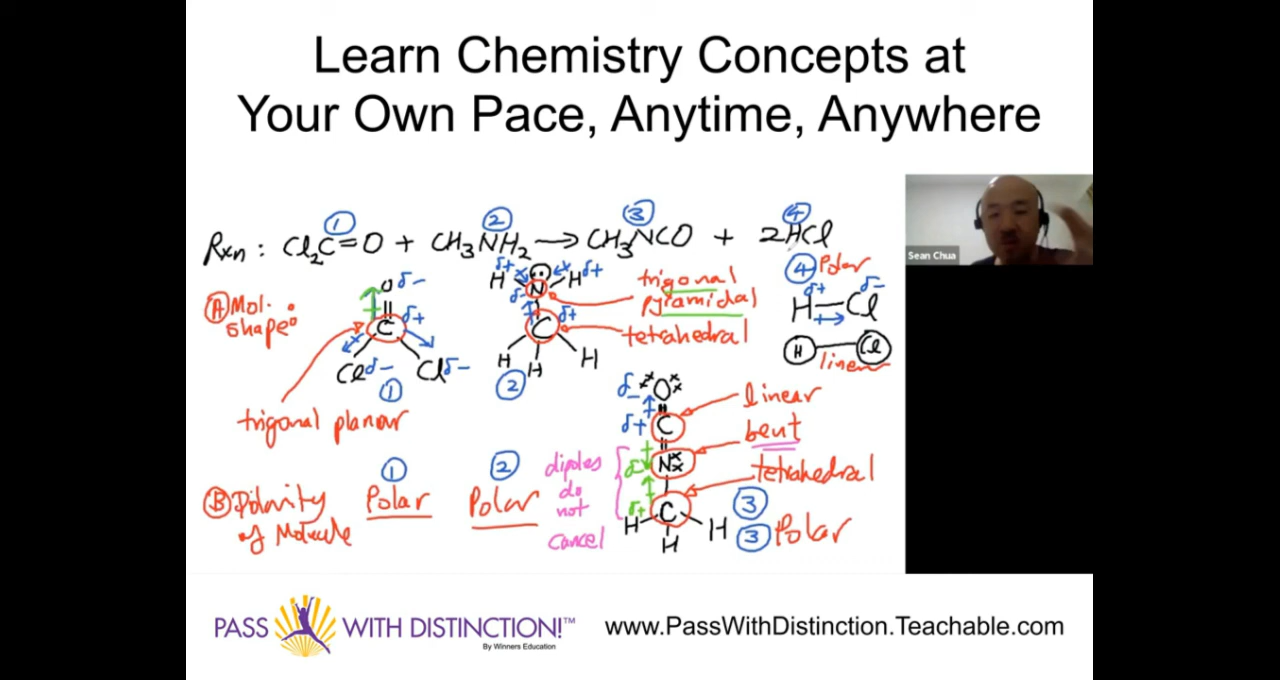 Learn Chemistry Concepts at
Your Own Pace, Anytime, Anywhere
Sean Chua
① ② ③ ④
Rxn : Cl₂C=O + CH₃NH₂ → CH₃NCO + 2HCl
Ⓐ Mol.
shape:
O δ-
C δ+
Cl δ- Cl δ-
①
trigonal planar
δ+ H N H δ+
δ-
C δ+
H H H
②
trigonal
pyramidal
tetrahedral
④ Polar
δ+ δ-
H-Cl
H Cl
linear
δ- O
δ+ C
δ- N
δ+ C
H H H
linear
bent
tetrahedral
③
③ Polar
dipoles
do
not
cancel
Ⓑ Polarity
of Molecule
①
Polar
②
Polar
PASS WITH DISTINCTION!™
By Winners Education
www.PassWithDistinction.Teachable.com